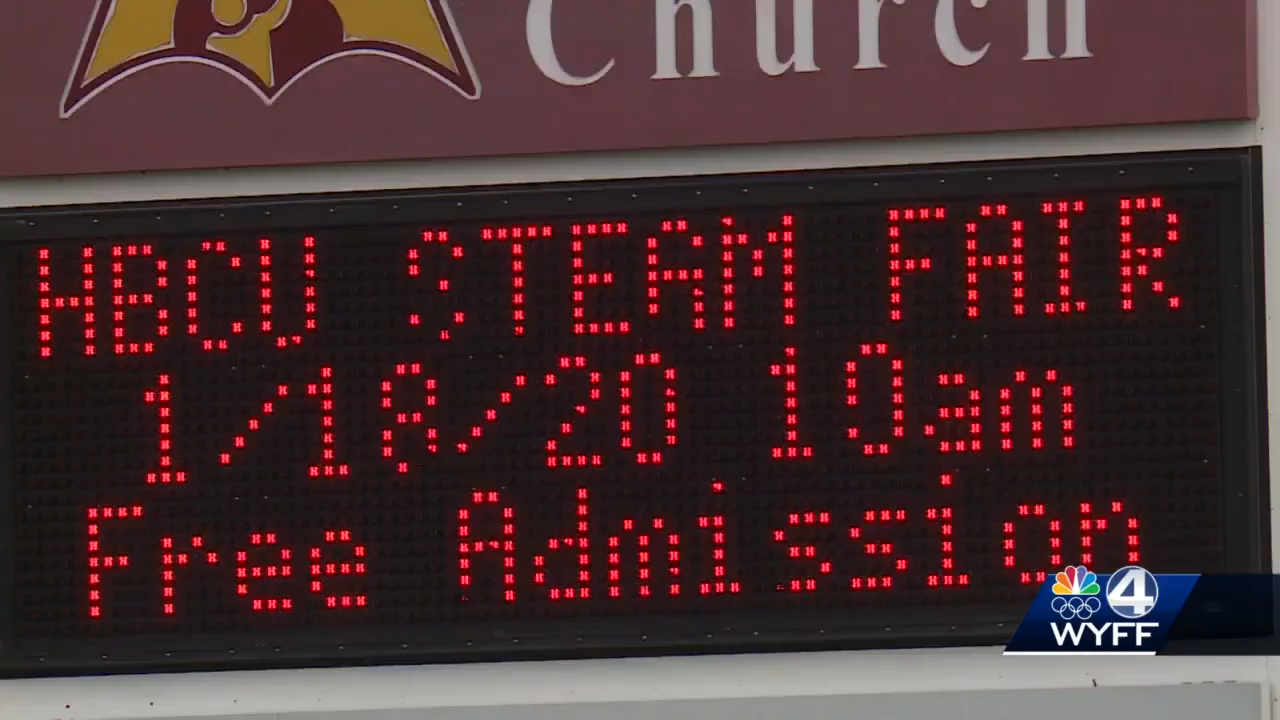 Church
HBCU STEAM FAIR
1/18/20 10am
Free Admission
4
WYFF